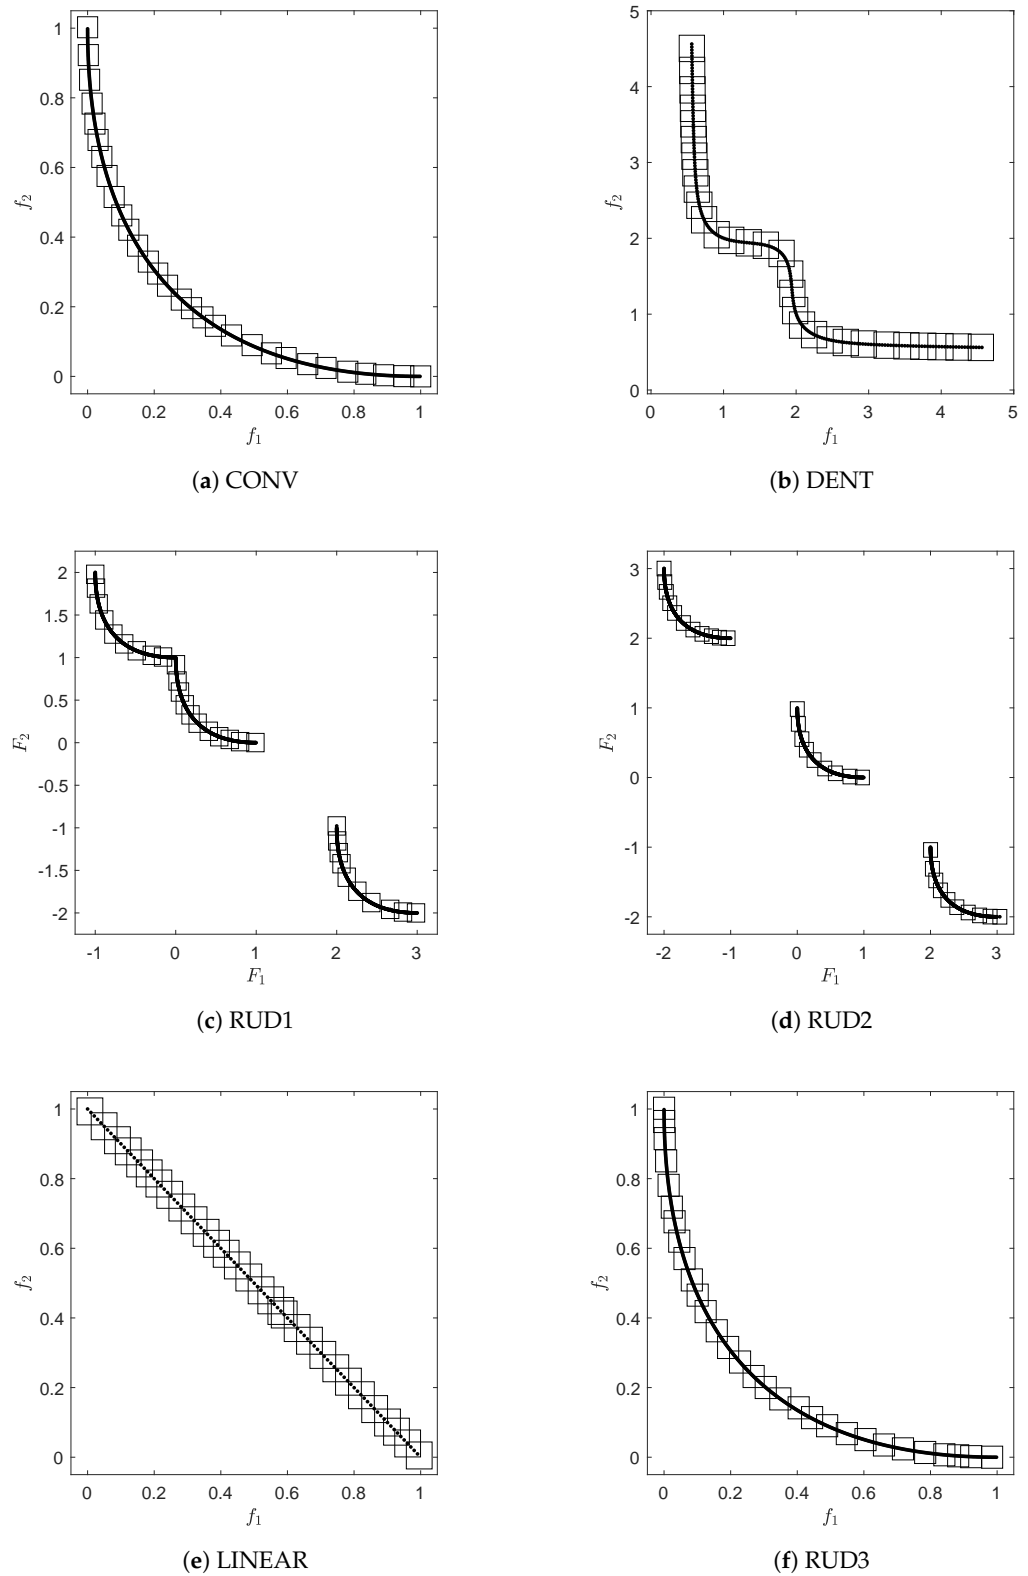 1
0.8
0.6
0.4
0.2
0
f2
0 0.2 0.4 0.6 0.8 1
f1
(a) CONV
5
4
3
2
1
0
f2
0 1 2 3 4 5
f1
(b) DENT
2
1.5
1
0.5
0
-0.5
-1
-1.5
-2
F2
-1 0 1 2 3
F1
(c) RUD1
3
2
1
0
-1
-2
F2
-2 -1 0 1 2 3
F1
(d) RUD2
1
0.8
0.6
0.4
0.2
0
f2
0 0.2 0.4 0.6 0.8 1
f1
(e) LINEAR
1
0.8
0.6
0.4
0.2
0
f2
0 0.2 0.4 0.6 0.8 1
f1
(f) RUD3